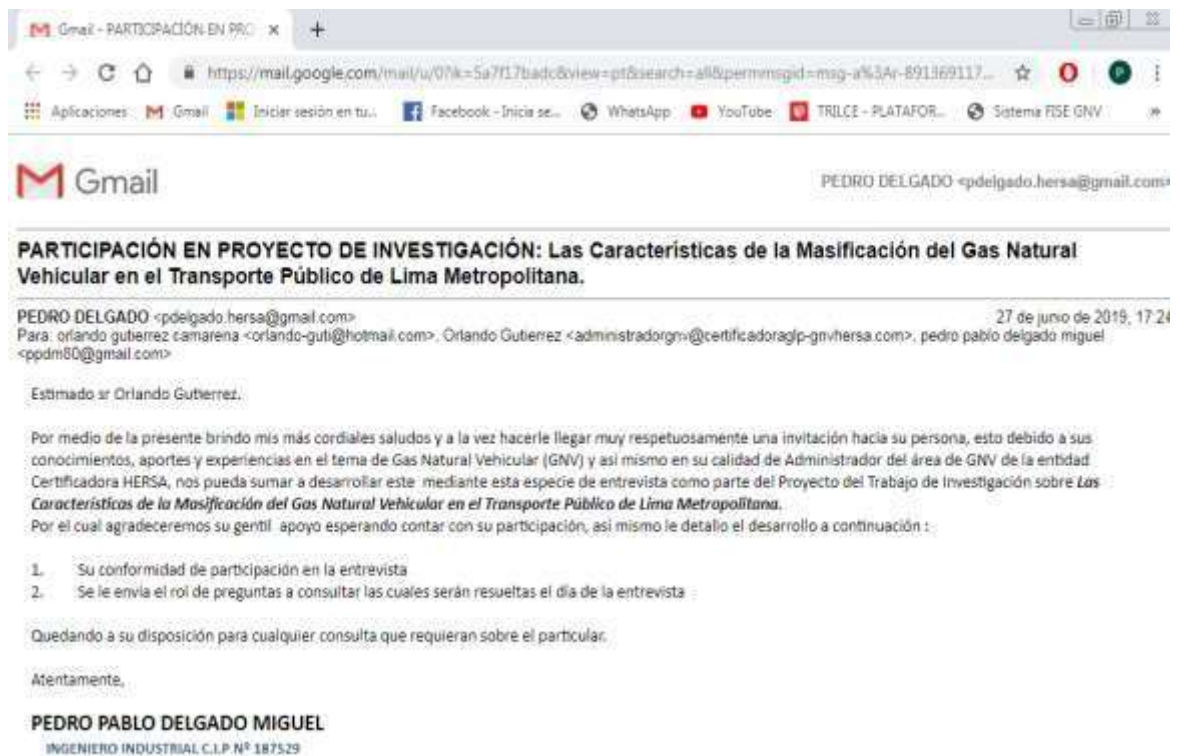 Gmail - PARTICIPACIÓN EN PRO
https://mail.google.com/mail/u/0?ik=5a7f17badc&view=pt&search=all&permmsgid=msg-a%3Ar-891369117...
Aplicaciones Gmail Iniciar sesión en tu... Facebook - Inicia se... WhatsApp YouTube TRILCE - PLATAFOR... Sistema FISE GNV »
Gmail
PEDRO DELGADO <pdelgado.hersa@gmail.com>
PARTICIPACIÓN EN PROYECTO DE INVESTIGACIÓN: Las Características de la Masificación del Gas Natural
Vehicular en el Transporte Público de Lima Metropolitana.
PEDRO DELGADO <pdelgado.hersa@gmail.com> 27 de junio de 2019, 17:24
Para: orlando gutierrez camarena <orlando-guti@hotmail.com>, Orlando Gutierrez <administradorgnv@certificadoraglp-gnvhersa.com>, pedro pablo delgado miguel
<ppdm80@gmail.com>
Estimado sr Orlando Gutierrez.
Por medio de la presente brindo mis más cordiales saludos y a la vez hacerle llegar muy respetuosamente una invitación hacia su persona, esto debido a sus
conocimientos, aportes y experiencias en el tema de Gas Natural Vehicular (GNV) y asi mismo en su calidad de Administrador del área de GNV de la entidad
Certificadora HERSA, nos pueda sumar a desarrollar este mediante esta especie de entrevista como parte del Proyecto del Trabajo de Investigación sobre Las
Características de la Masificación del Gas Natural Vehicular en el Transporte Público de Lima Metropolitana.
Por el cual agradeceremos su gentil apoyo esperando contar con su participación, asi mismo le detallo el desarrollo a continuación :
1. Su conformidad de participación en la entrevista
2. Se le envia el rol de preguntas a consultar las cuales serán resueltas el día de la entrevista
Quedando a su disposición para cualquier consulta que requieran sobre el particular.
Atentamente,
PEDRO PABLO DELGADO MIGUEL
INGENIERO INDUSTRIAL C.I.P Nº 187529